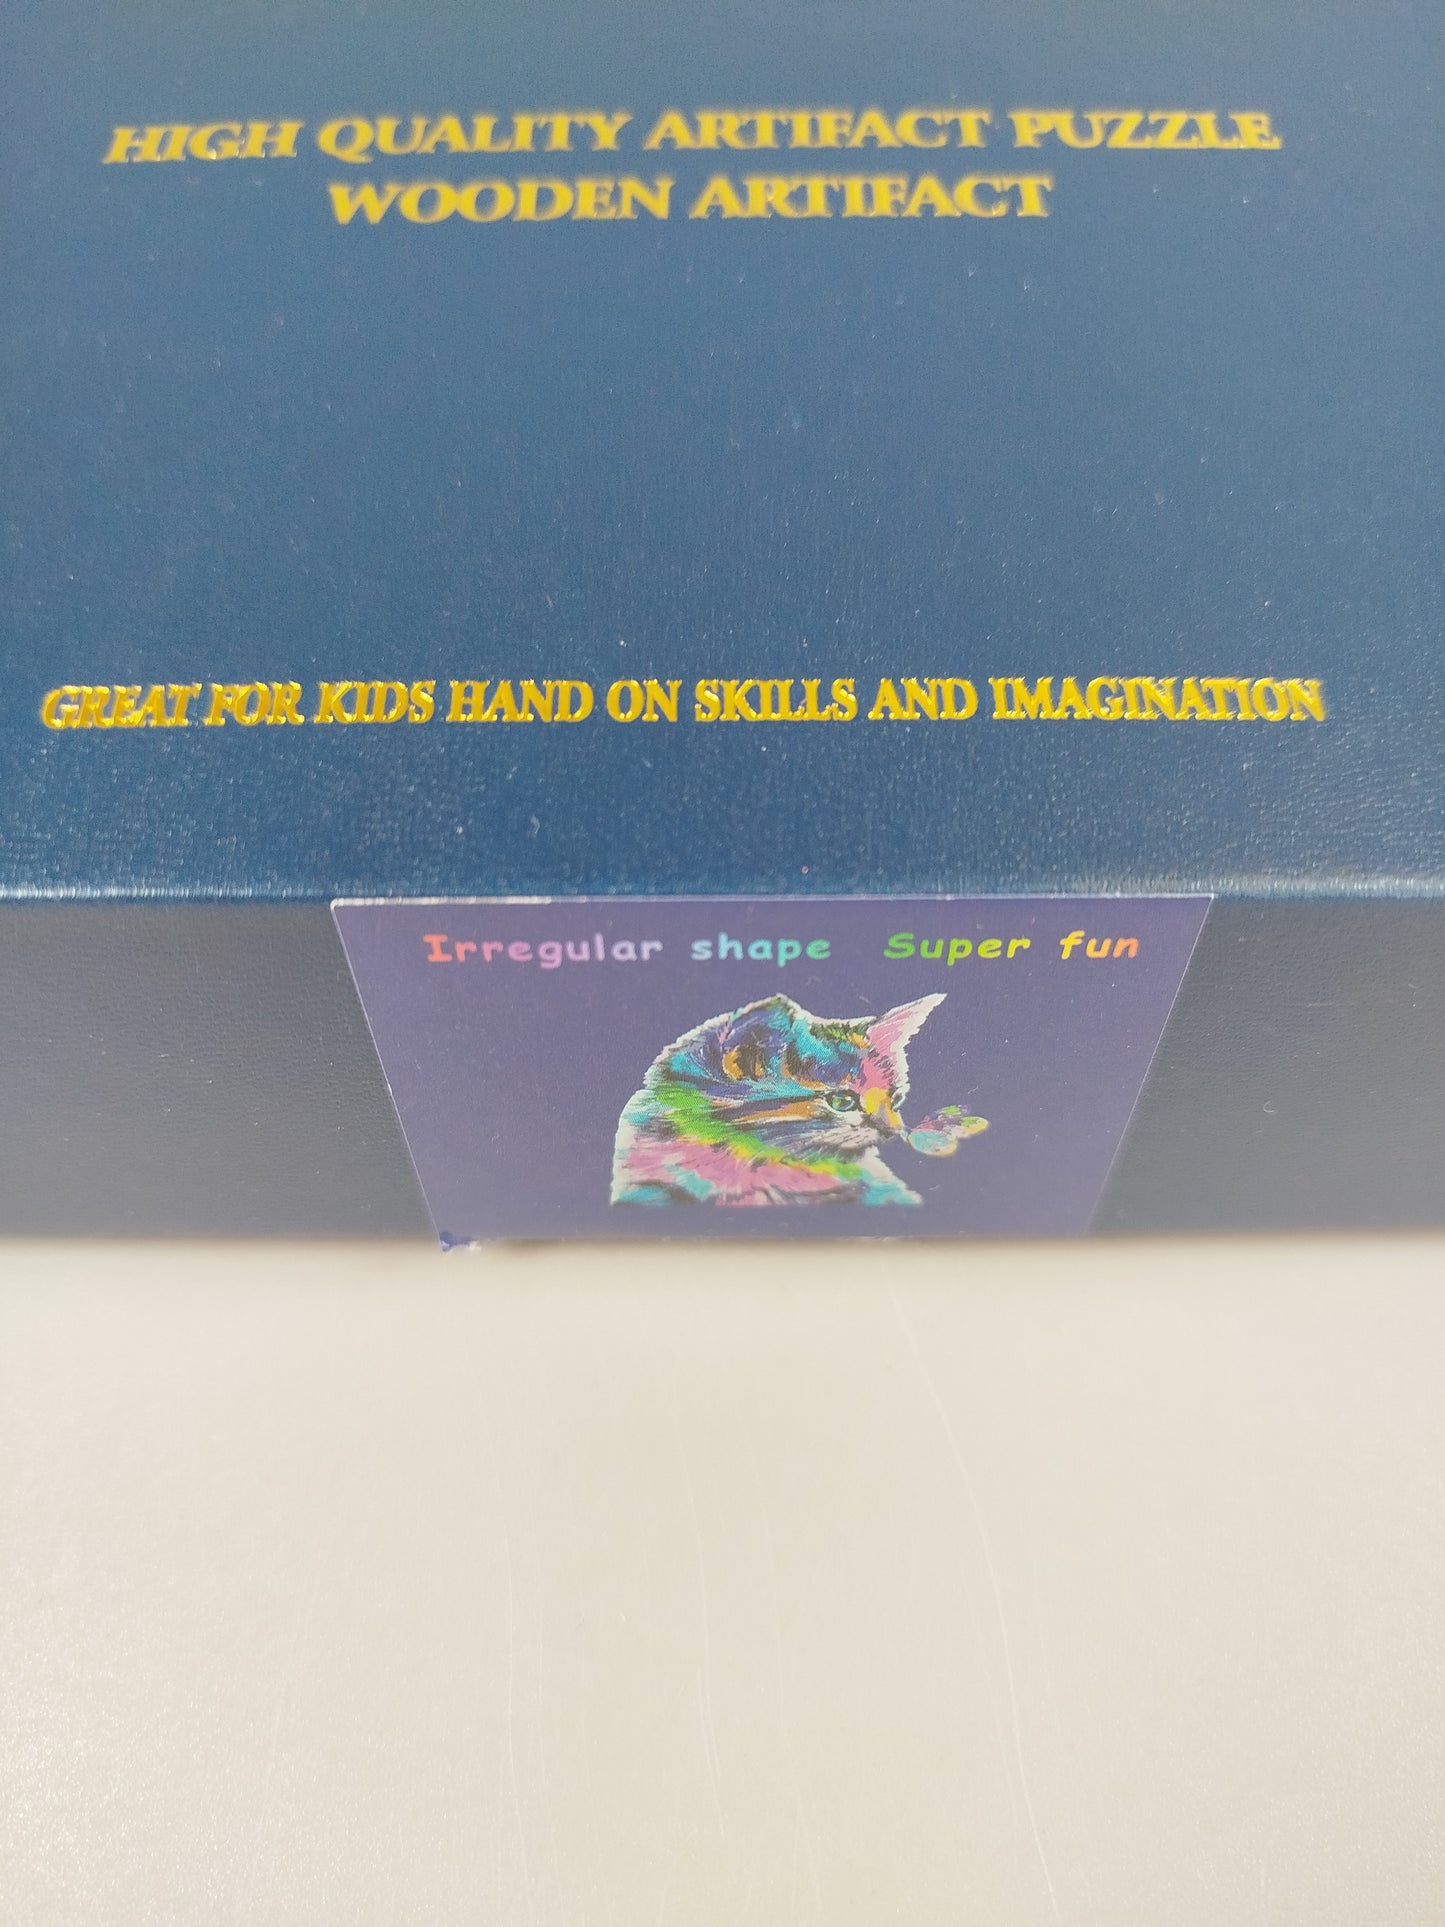 HIGH QUALITY ARTIFACT PUZZLE
WOODEN ARTIFACT
GREAT FOR KIDS HAND ON SKILLS AND IMAGINATION
Irregular shape Super fun